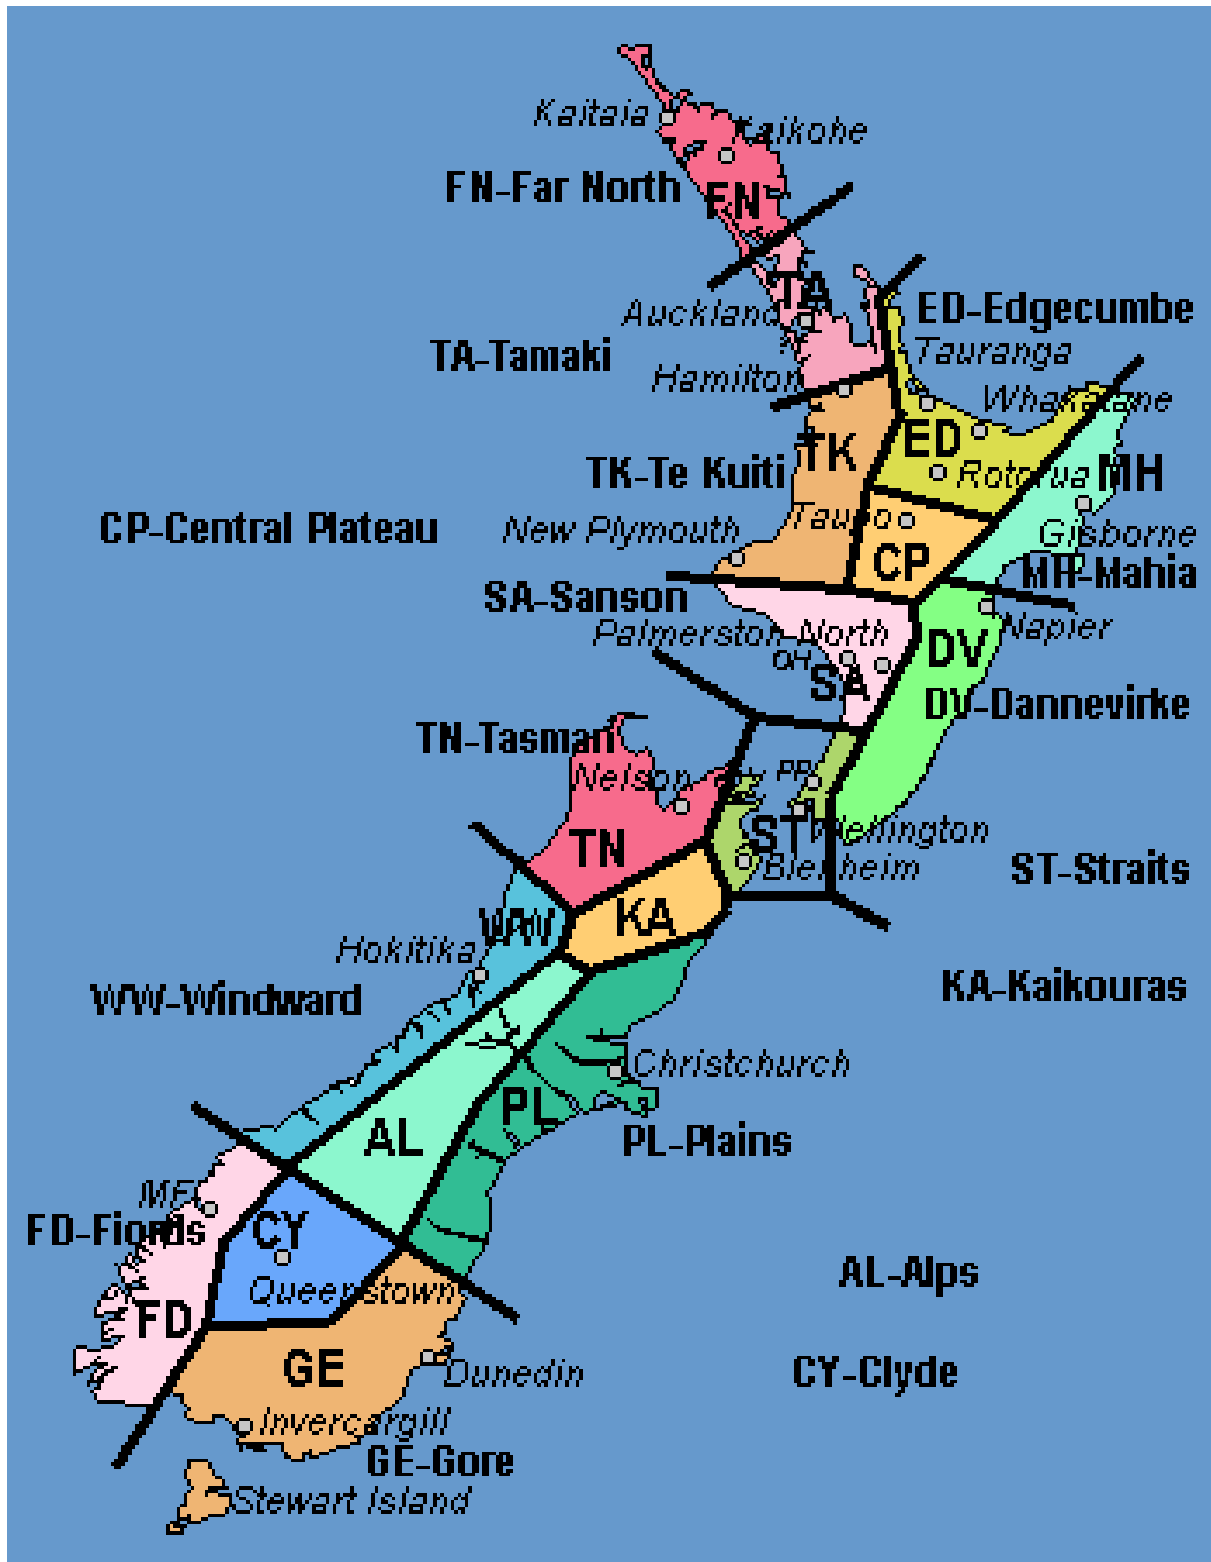 Kaitaia
Kaikohe
FN-Far North
FN
TA
ED-Edgecumbe
Auckland
TA-Tamaki
Tauranga
Hamilton
Whakatane
ED
TK
TK-Te Kuiti
Rotorua
MH
CP-Central Plateau
New Plymouth
Taupo
Gisborne
CP
MH-Mahia
SA-Sanson
Palmerston North
Napier
OH
DV
SA
DV-Dannevirke
TN-Tasman
Nelson
PP
TN
ST
Wellington
Blenheim
ST-Straits
KA
WW
Hokitika
KA-Kaikouras
WW-Windward
Christchurch
PL
AL
PL-Plains
MF
FD-Fiords
CY
AL-Alps
Queenstown
FD
GE
Dunedin
CY-Clyde
Invercargill
GE-Gore
Stewart Island